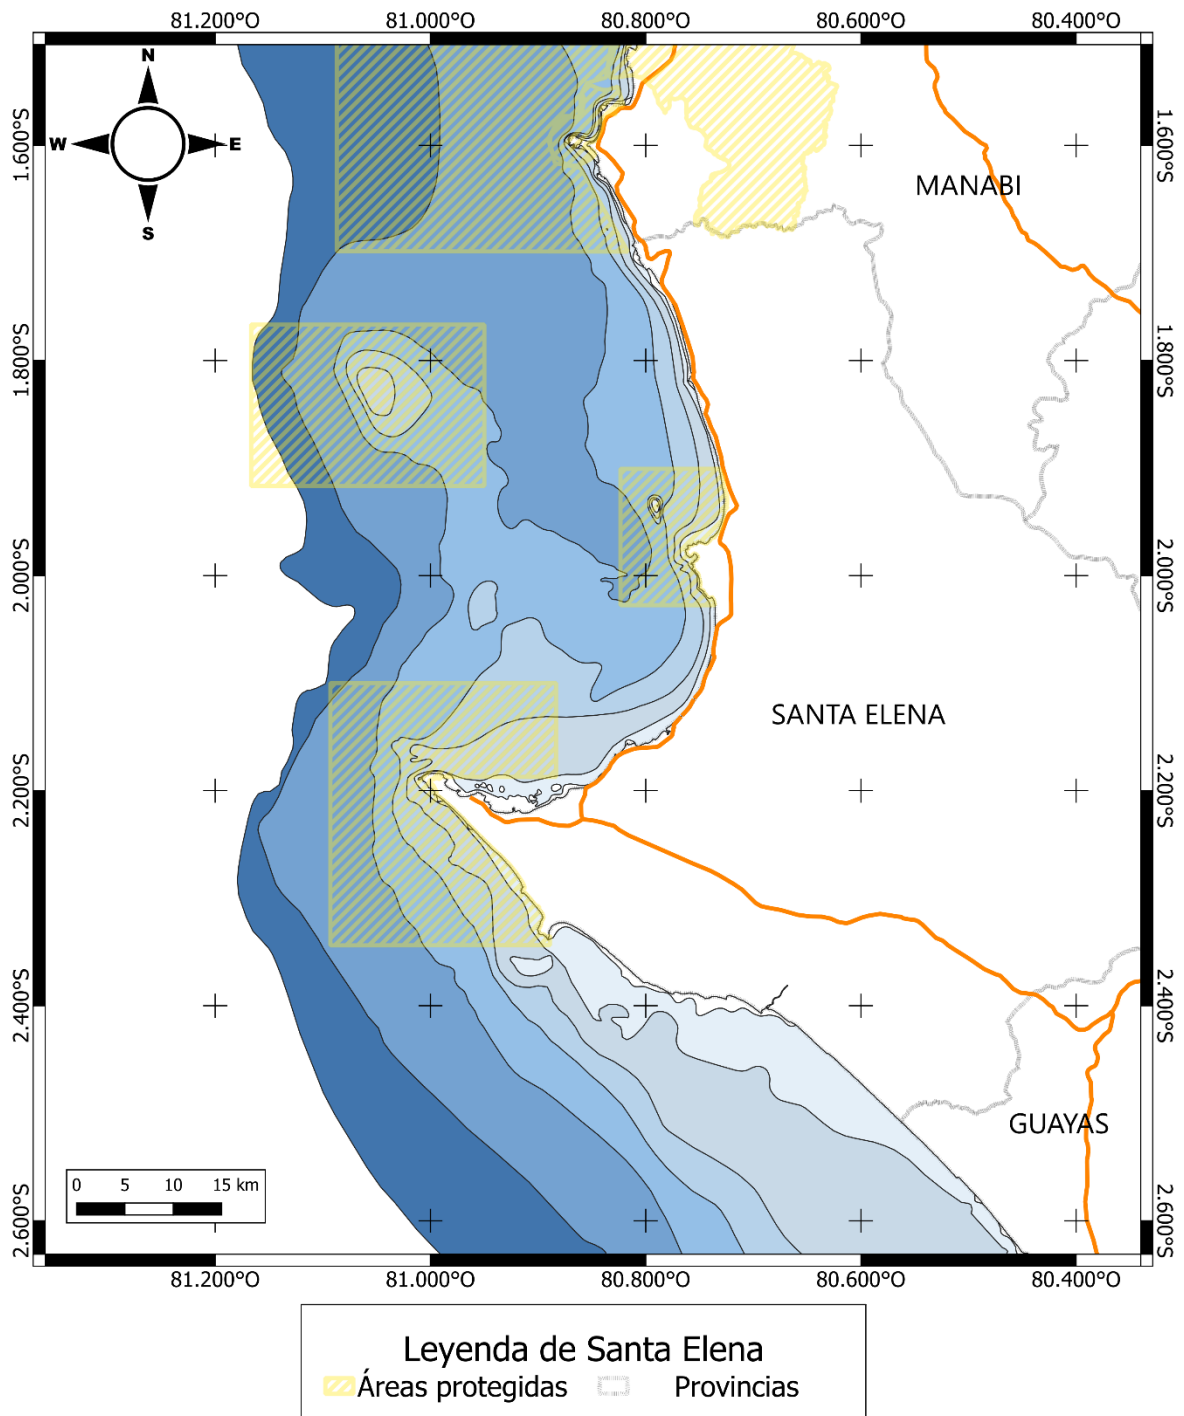 81.200°O 81.000°O 80.800°O 80.600°O 80.400°O
N
W E
S
1.600°S 1.600°S
MANABI
1.800°S 1.800°S
2.000°S 2.000°S
SANTA ELENA
2.200°S 2.200°S
2.400°S 2.400°S
GUAYAS
0 5 10 15 km
2.600°S 2.600°S
81.200°O 81.000°O 80.800°O 80.600°O 80.400°O
Leyenda de Santa Elena
Áreas protegidas Provincias